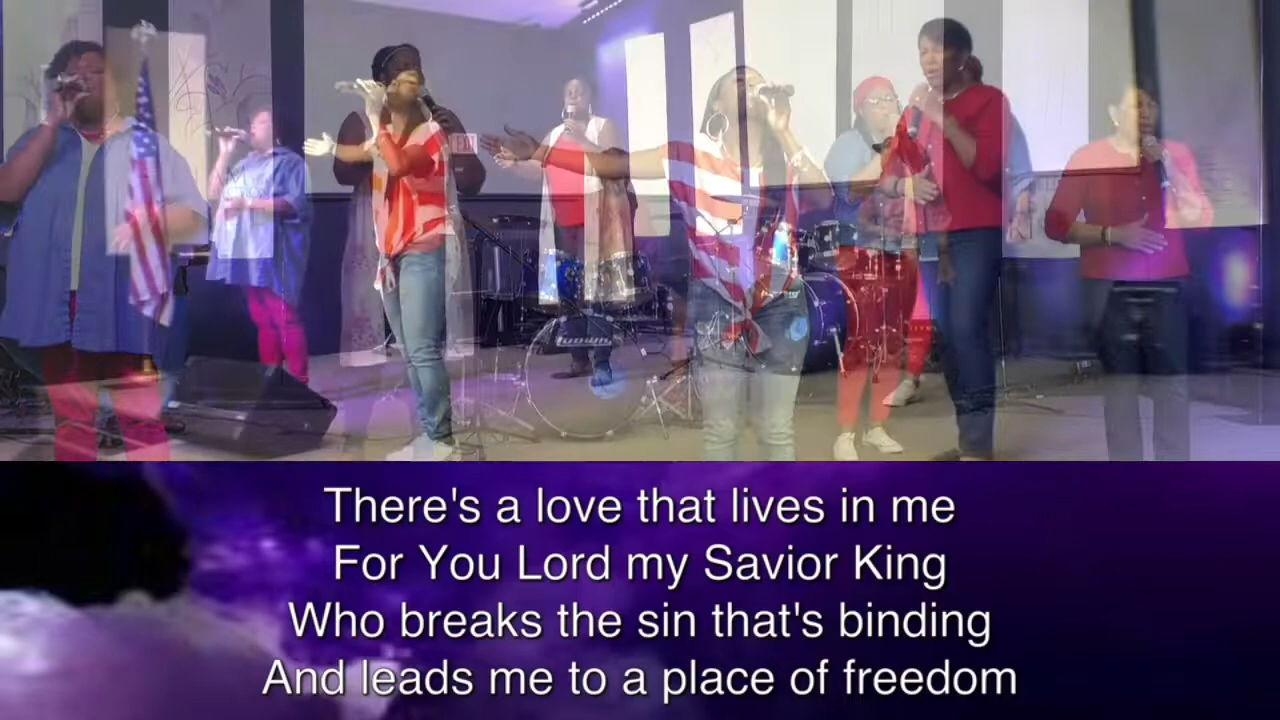 There's a love that lives in me
For You Lord my Savior King
Who breaks the sin that's binding
And leads me to a place of freedom